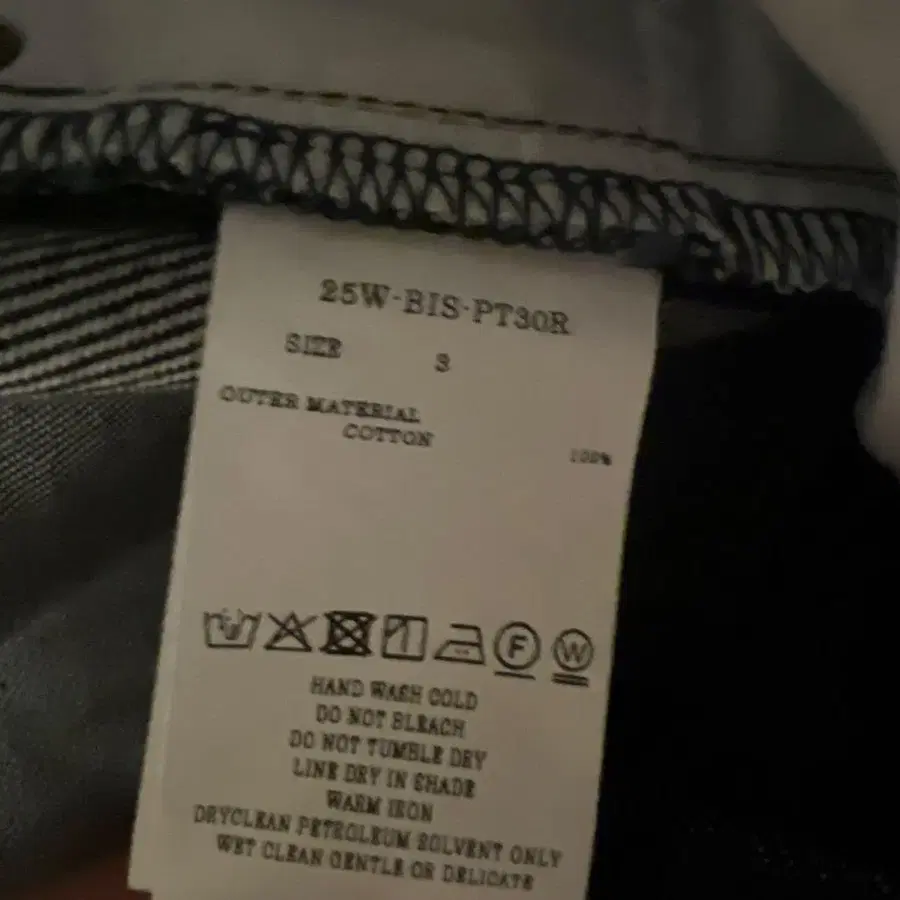 25W-BIS-PT30R
SIZE 3
OUTER MATERIAL
COTTON
100%
F W
HAND WASH COLD
DO NOT BLEACH
DO NOT TUMBLE DRY
LINE DRY IN SHADE
WARM IRON
DRYCLEAN PETROLEUM SOLVENT ONLY
WET CLEAN GENTLE OR DELICATE